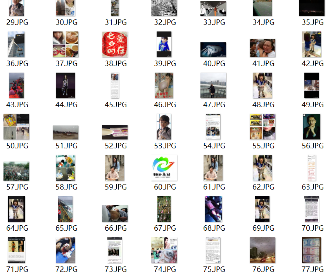 29.JPG 30.JPG 31.JPG 32.JPG 33.JPG 34.JPG 35.JPG
36.JPG 37.JPG 38.JPG 39.JPG 40.JPG 41.JPG 42.JPG
43.JPG 44.JPG 45.JPG 46.JPG 47.JPG 48.JPG 49.JPG
50.JPG 51.JPG 52.JPG 53.JPG 54.JPG 55.JPG 56.JPG
57.JPG 58.JPG 59.JPG 60.JPG 61.JPG 62.JPG 63.JPG
64.JPG 65.JPG 66.JPG 67.JPG 68.JPG 69.JPG 70.JPG
71.JPG 72.JPG 73.JPG 74.JPG 75.JPG 76.JPG 77.JPG